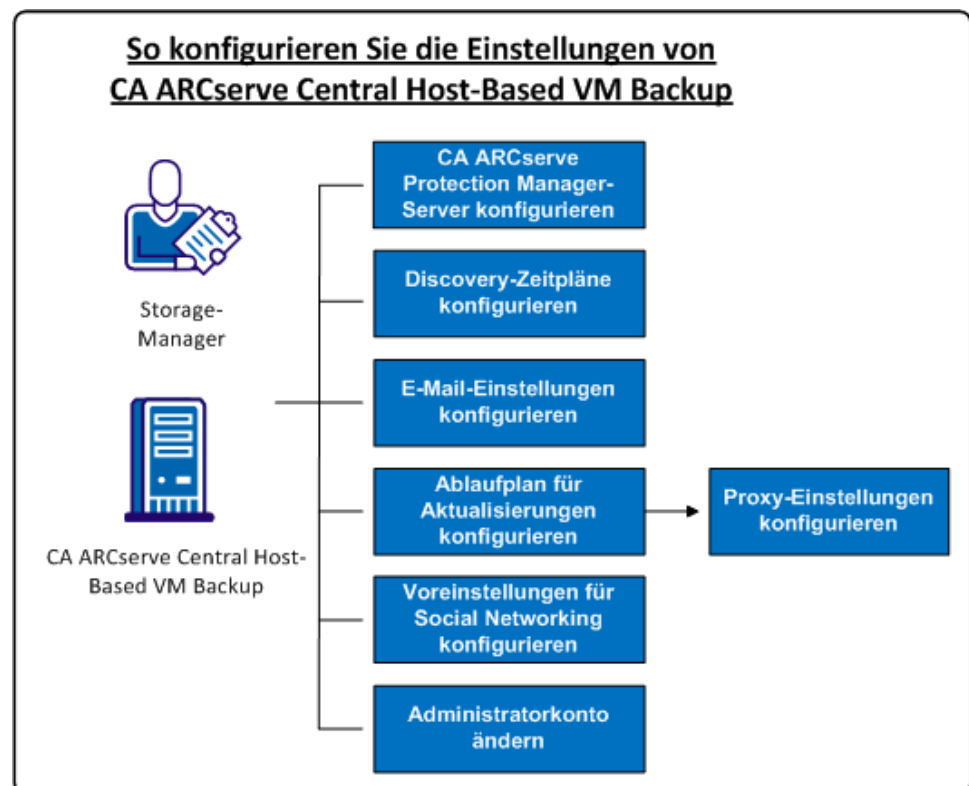 So konfigurieren Sie die Einstellungen von
CA ARCserve Central Host-Based VM Backup
Storage-
Manager
CA ARCserve Central Host-
Based VM Backup
CA ARCserve
Protection Manager-
Server konfigurieren
Discovery-Zeitpläne
konfigurieren
E-Mail-Einstellungen
konfigurieren
Ablaufplan für
Aktualisierungen
konfigurieren
Proxy-Einstellungen
konfigurieren
Voreinstellungen für
Social Networking
konfigurieren
Administratorkonto
ändern